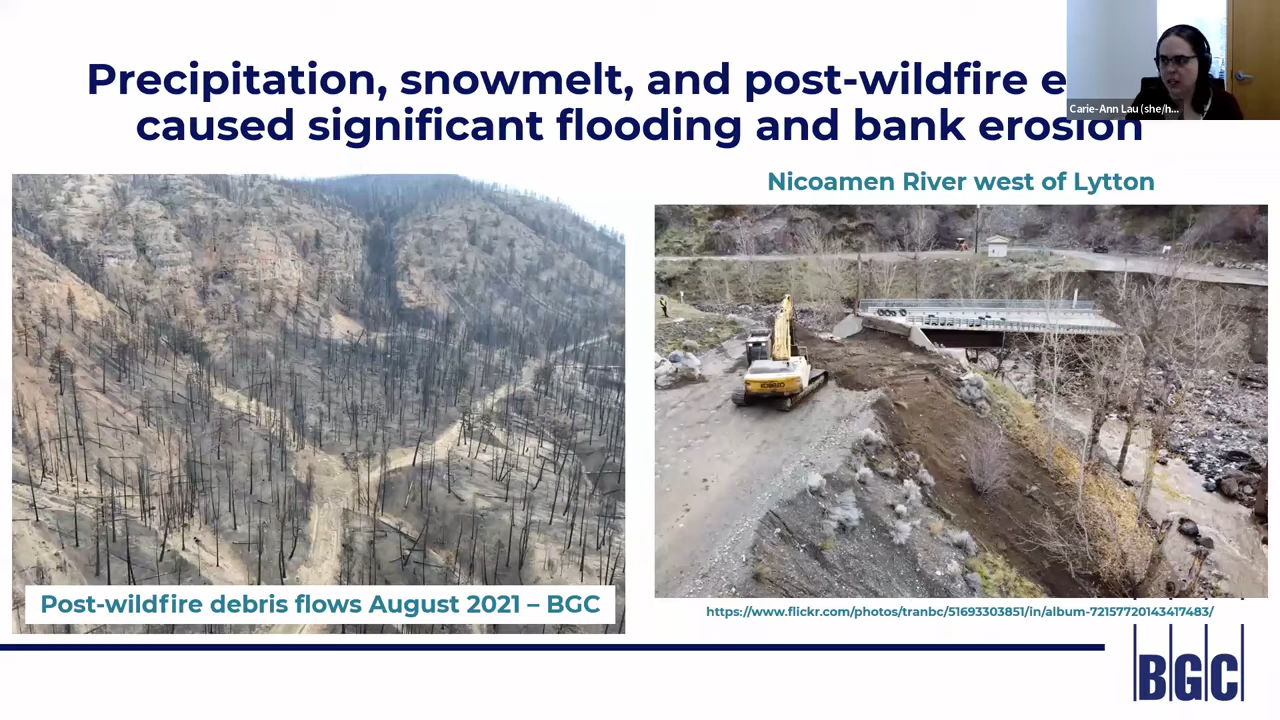 Precipitation, snowmelt, and post-wildfire
caused significant flooding and bank erosion
Carie-Ann Lau (she/h...
Nicoamen River west of Lytton
KOBELCO
Post-wildfire debris flows August 2021 – BGC
https://www.flickr.com/photos/tranbc/51693303851/in/album-72157720143417483/
BGC